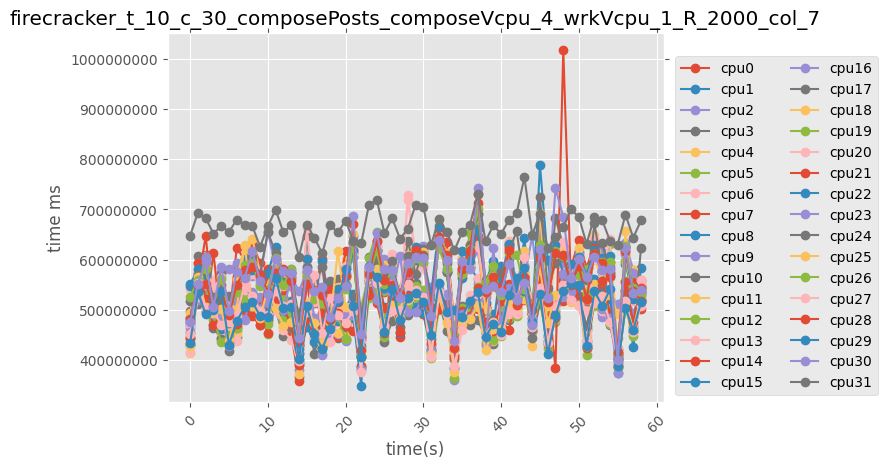 firecracker_t_10_c_30_composePosts_composeVcpu_4_wrkVcpu_1_R_2000_col_7
1000000000
900000000
800000000
700000000
600000000
500000000
400000000
time ms
0
10
20
30
40
50
60
time(s)
cpu0
cpu1
cpu2
cpu3
cpu4
cpu5
cpu6
cpu7
cpu8
cpu9
cpu10
cpu11
cpu12
cpu13
cpu14
cpu15
cpu16
cpu17
cpu18
cpu19
cpu20
cpu21
cpu22
cpu23
cpu24
cpu25
cpu26
cpu27
cpu28
cpu29
cpu30
cpu31